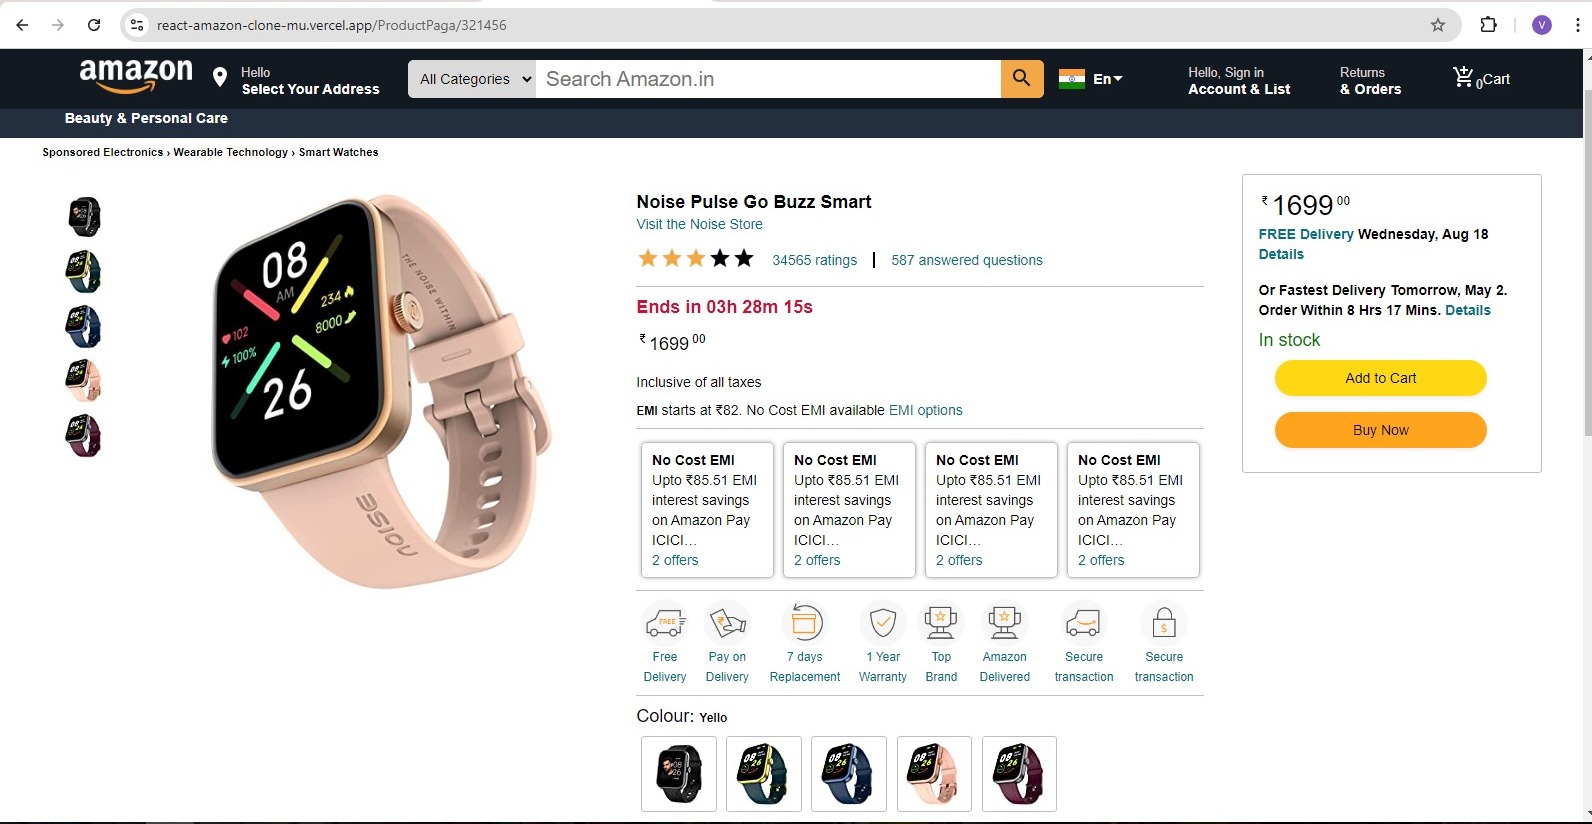 react-amazon-clone-mu.vercel.app/ProductPaga/321456
V
amazon
Hello
Select Your Address
All Categories
Search Amazon.in
En
Hello, Sign in
Account & List
Returns
& Orders
0 Cart
Beauty & Personal Care
Sponsored Electronics › Wearable Technology › Smart Watches
08
AM
234
8000
102
100%
26
THE NOISE WITHIN
noise
Noise Pulse Go Buzz Smart
Visit the Noise Store
34565 ratings | 587 answered questions
Ends in 03h 28m 15s
₹ 1699 00
Inclusive of all taxes
EMI starts at ₹82. No Cost EMI available EMI options
No Cost EMI
Upto ₹85.51 EMI
interest savings
on Amazon Pay
ICICI…
2 offers
No Cost EMI
Upto ₹85.51 EMI
interest savings
on Amazon Pay
ICICI…
2 offers
No Cost EMI
Upto ₹85.51 EMI
interest savings
on Amazon Pay
ICICI…
2 offers
No Cost EMI
Upto ₹85.51 EMI
interest savings
on Amazon Pay
ICICI…
2 offers
FREE
Free
Delivery
Pay on
Delivery
7 days
Replacement
1 Year
Warranty
Top
Brand
Amazon
Delivered
Secure
transaction
Secure
transaction
Colour: Yello
₹ 1699 00
FREE Delivery Wednesday, Aug 18
Details
Or Fastest Delivery Tomorrow, May 2.
Order Within 8 Hrs 17 Mins. Details
In stock
Add to Cart
Buy Now